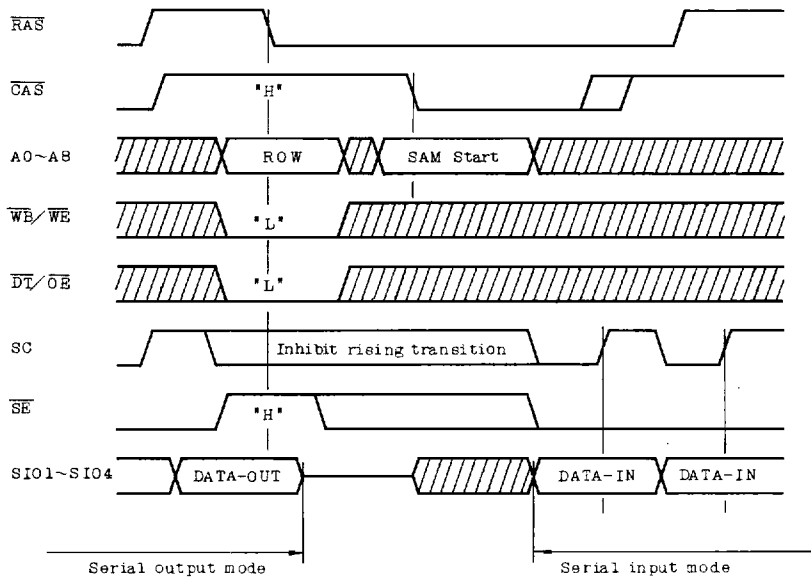 RAS
CAS "H"
A0~A8 ROW SAM Start
WB/WE "L"
DT/OE "L"
SC Inhibit rising transition
SE "H"
SIO1~SIO4 DATA-OUT DATA-IN DATA-IN
Serial output mode Serial input mode